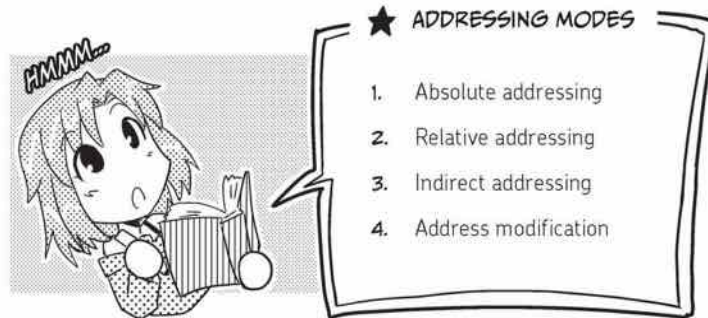 HMMM...
★ ADDRESSING MODES
1. Absolute addressing
2. Relative addressing
3. Indirect addressing
4. Address modification